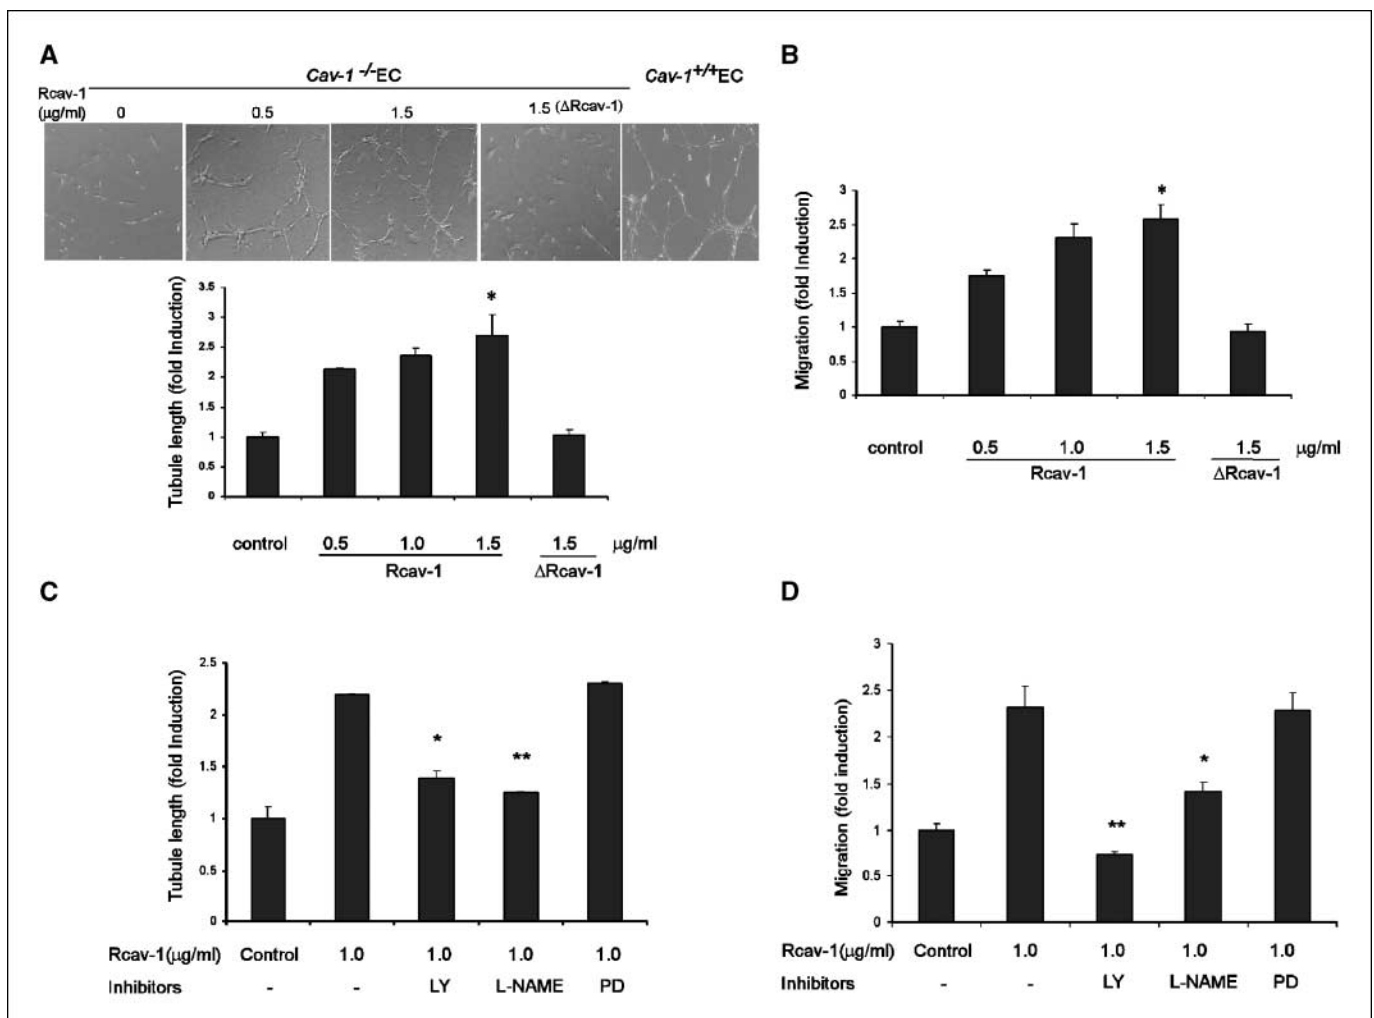 A
Cav-1 -/-EC
Cav-1+/+EC
Rcav-1
(µg/ml)
0
0.5
1.5
1.5 (ΔRcav-1)
Tubule length (fold Induction)
3.5
3
2.5
2
1.5
1
0.5
0
*
control
0.5
1.0
1.5
1.5
µg/ml
Rcav-1
ΔRcav-1
B
Migration (fold Induction)
3
2.5
2
1.5
1
0.5
0
*
control
0.5
1.0
1.5
1.5
µg/ml
Rcav-1
ΔRcav-1
C
Tubule length (fold Induction)
2.5
2
1.5
1
0.5
0
*
**
Rcav-1(µg/ml) Control 1.0 1.0 1.0 1.0
Inhibitors - - LY L-NAME PD
D
Migration (fold induction)
3
2.5
2
1.5
1
0.5
0
**
*
Rcav-1(µg/ml) Control 1.0 1.0 1.0 1.0
Inhibitors - - LY L-NAME PD